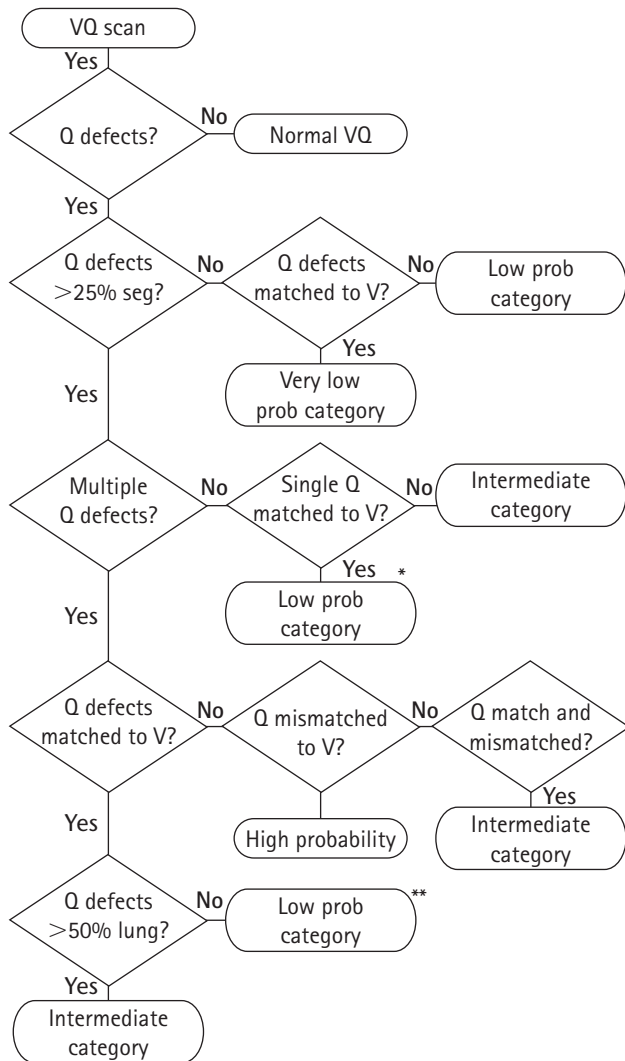 VQ scan
Yes
Q defects?
No
Normal VQ
Yes
Q defects
>25% seg?
No
Q defects
matched to V?
No
Low prob
category
Yes
Very low
prob category
Yes
Multiple
Q defects?
No
Single Q
matched to V?
No
Intermediate
category
Yes *
Low prob
category
Yes
Q defects
matched to V?
No
Q mismatched
to V?
No
Q match and
mismatched?
Yes
Intermediate
category
High probability
Yes
Q defects
>50% lung?
No
Low prob
category
**
Yes
Intermediate
category